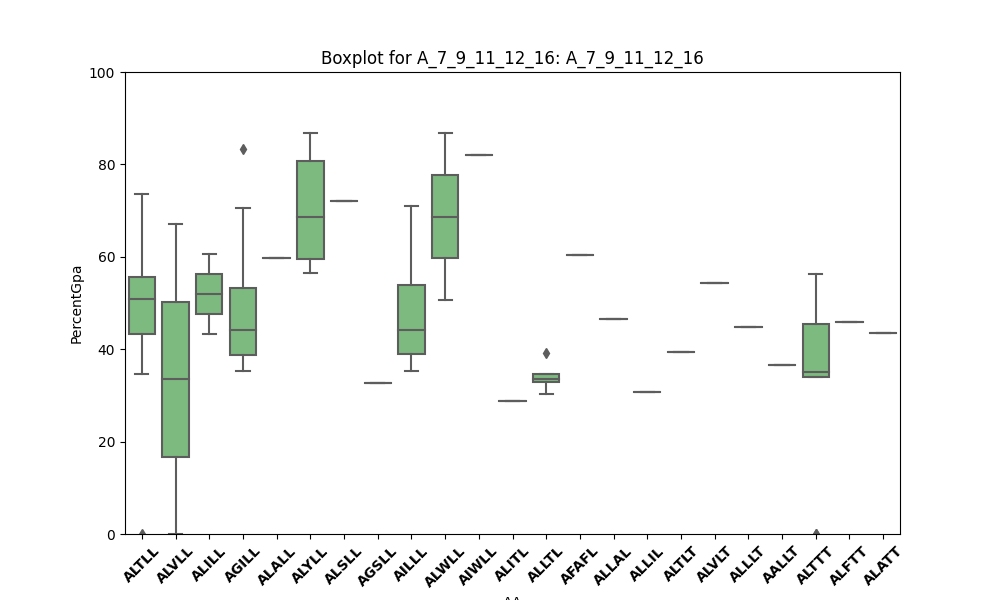 Boxplot for A_7_9_11_12_16: A_7_9_11_12_16
PercentGpa
100
80
60
40
20
0
ALTLL
ALVLL
ALILL
AGILL
ALALL
ALYLL
ALSLL
AGSLL
AILLL
ALWLL
AIWLL
ALITL
ALLTL
AFAFL
ALLAL
ALLIL
ALTLT
ALVLT
ALLLT
AALLT
ALTTT
ALFTT
ALATT